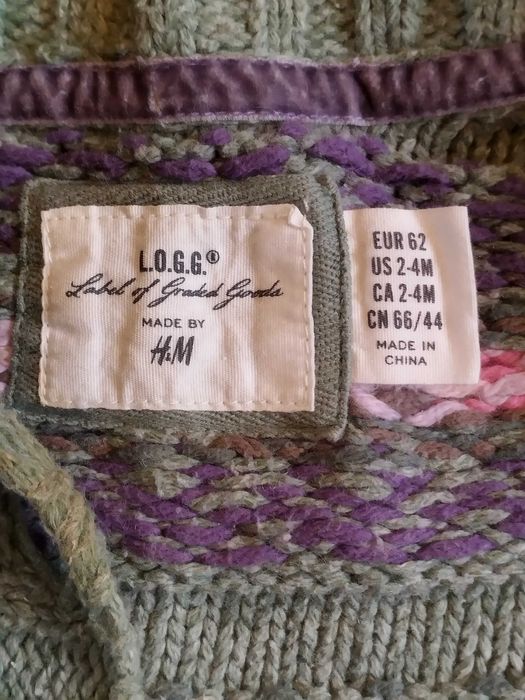 L.O.G.G.®
Label of Graded Goods
MADE BY
H&M
EUR 62
US 2-4M
CA 2-4M
CN 66/44
MADE IN
CHINA